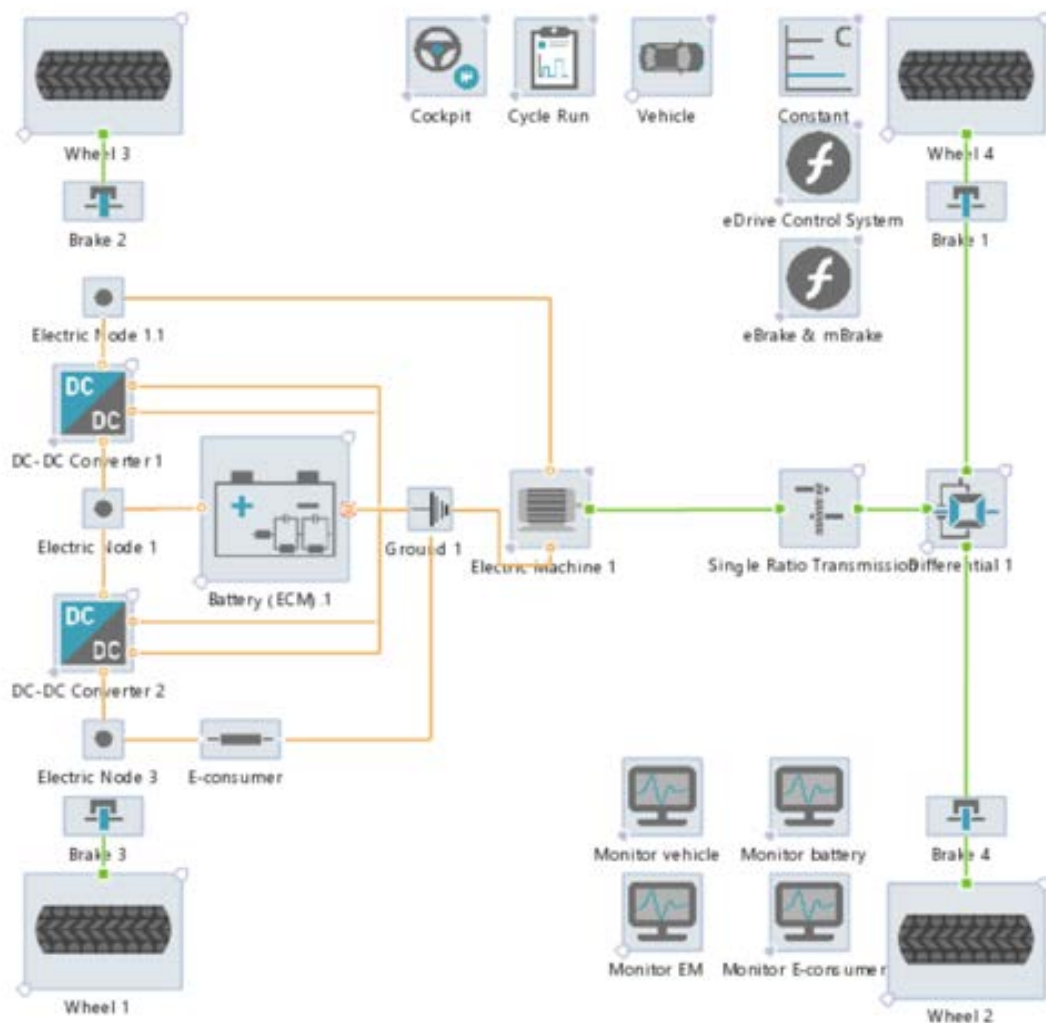 Wheel 3
Cockpit
Cycle Run
Vehicle
C
Constant
Wheel 4
eDrive Control System
Brake 2
Brake 1
eBrake & mBrake
Electric Node 1.1
DC
DC
DC-DC Converter 1
Electric Node 1
Ground 1
Electric Machine 1
Single Ratio Transmission
Differential 1
Battery (ECM) .1
DC
DC
DC-DC Converter 2
Electric Node 3
E-consumer
Brake 3
Monitor vehicle
Monitor battery
Brake 4
Monitor EM
Monitor E-consumer
Wheel 1
Wheel 2